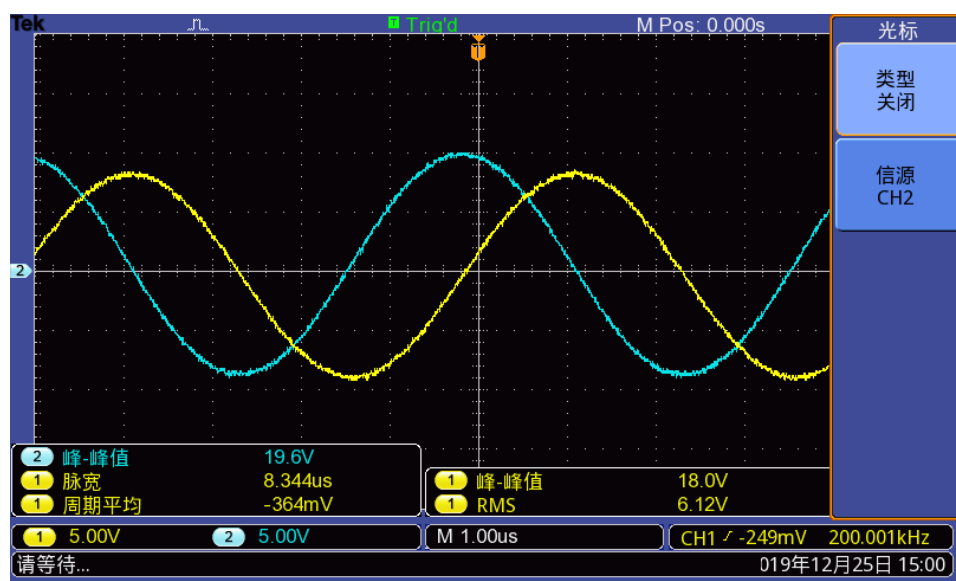 Tek T Trig'd M Pos: 0.000s
光标
T
类型
关闭
信源
CH2
2
2 峰-峰值 19.6V
1 脉宽 8.344us
1 周期平均 -364mV
1 峰-峰值 18.0V
1 RMS 6.12V
1 5.00V 2 5.00V M 1.00us CH1 -249mV 200.001kHz
请等待... 019年12月25日 15:00